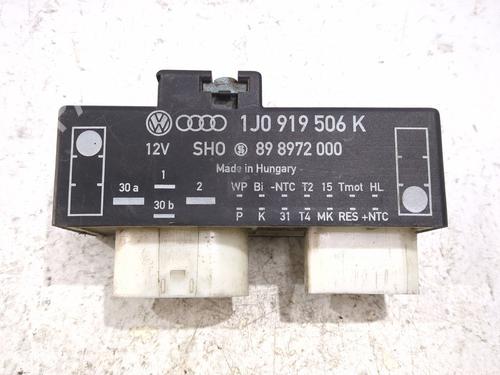 1J0 919 506 K
12V SHO 89 8972 000
Made in Hungary
1
30 a 2
30 b
WP Bi -NTC T2 15 Tmot HL
P K 31 T4 MK RES +NTC